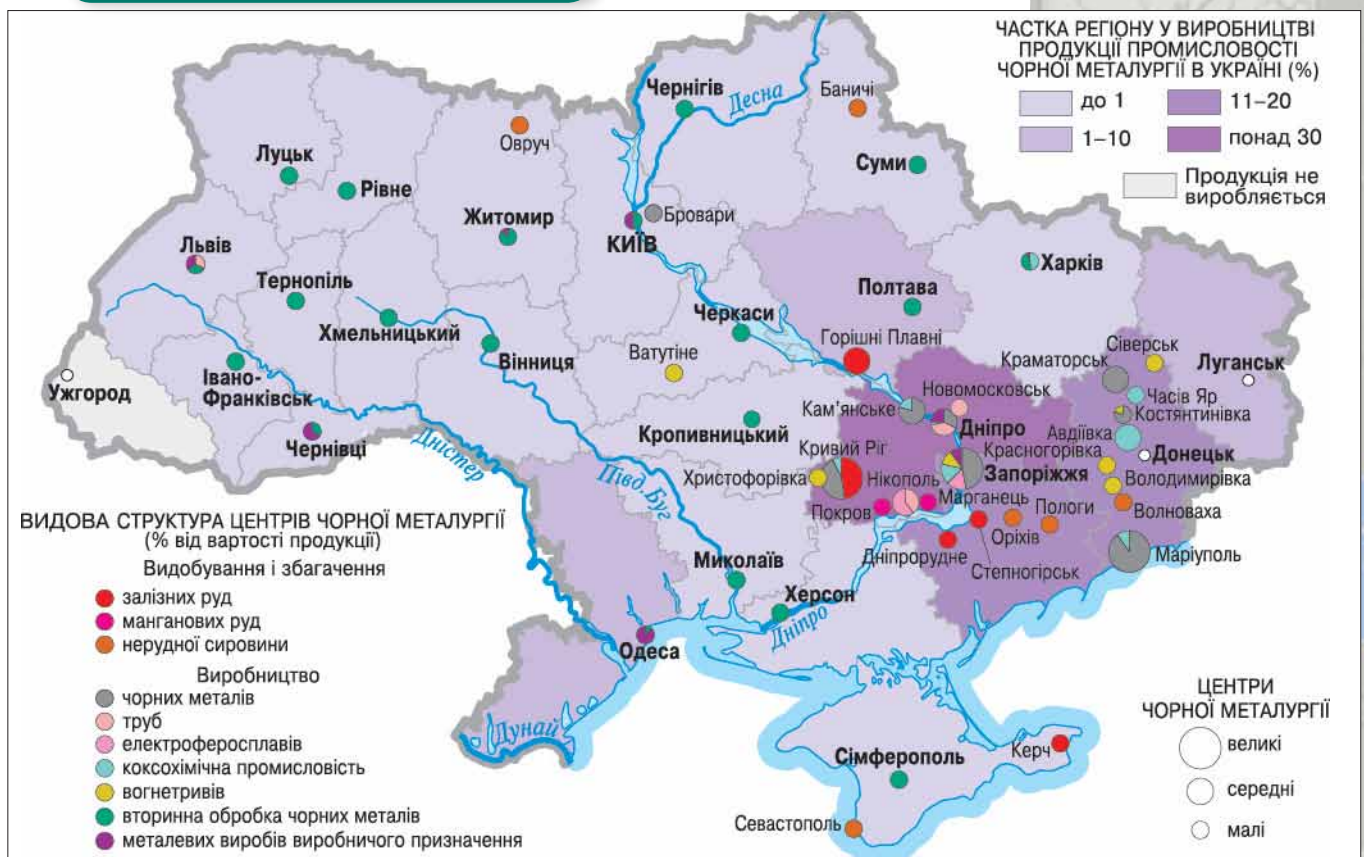 ЧАСТКА РЕГІОНУ У ВИРОБНИЦТВІ
ПРОДУКЦІЇ ПРОМИСЛОВОСТІ
ЧОРНОЇ МЕТАЛУРГІЇ В УКРАЇНІ (%)
до 1
11–20
1–10
понад 30
Продукція не
виробляється
Чернігів
Десна
Баничі
Овруч
Луцьк
Рівне
Суми
Житомир
Бровари
КИЇВ
Львів
Харків
Тернопіль
Полтава
Хмельницький
Черкаси
Вінниця
Ватутіне
Горішні Плавні
Сіверськ
Краматорськ
Луганськ
Ужгород
Івано-
Франківськ
Новомосковськ
Часів Яр
Кам’янське
Костянтинівка
Дніпро
Чернівці
Кропивницький
Авдіївка
Дністер
Кривий Ріг
Красногорівка
Донецьк
Півд. Буг
Христофорівка
Нікополь
Запоріжжя
Володимирівка
Марганець
Покров
Пологи
Волноваха
Оріхів
Миколаїв
Дніпрорудне
Маріуполь
Степногірськ
Херсон
Дніпро
Одеса
Дунай
Сімферополь
Керч
Севастополь
ВИДОВА СТРУКТУРА ЦЕНТРІВ ЧОРНОЇ МЕТАЛУРГІЇ
(% від вартості продукції)
Видобування і збагачення
залізних руд
манганових руд
нерудної сировини
Виробництво
чорних металів
труб
електроферосплавів
коксохімічна промисловість
вогнетривів
вторинна обробка чорних металів
металевих виробів виробничого призначення
ЦЕНТРИ
ЧОРНОЇ МЕТАЛУРГІЇ
великі
середні
малі